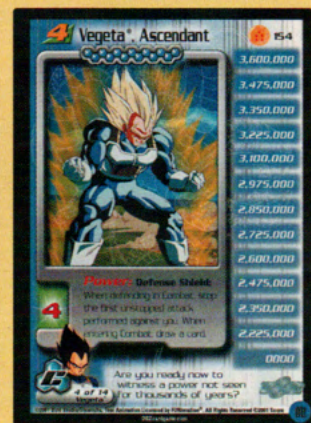 4 Vegeta®, Ascendant 154
3,600,000
3,475,000
3,350,000
3,225,000
3,100,000
2,975,000
2,850,000
2,725,000
2,600,000
2,475,000
2,350,000
2,225,000
0000
Power: Defense Shield:
When defending in Combat, stop
the first unstopped attack
performed against you. When
entering Combat, draw a card.
4
4 of 14
Vegeta
Are you ready now to
witness a power not seen
for thousands of years?